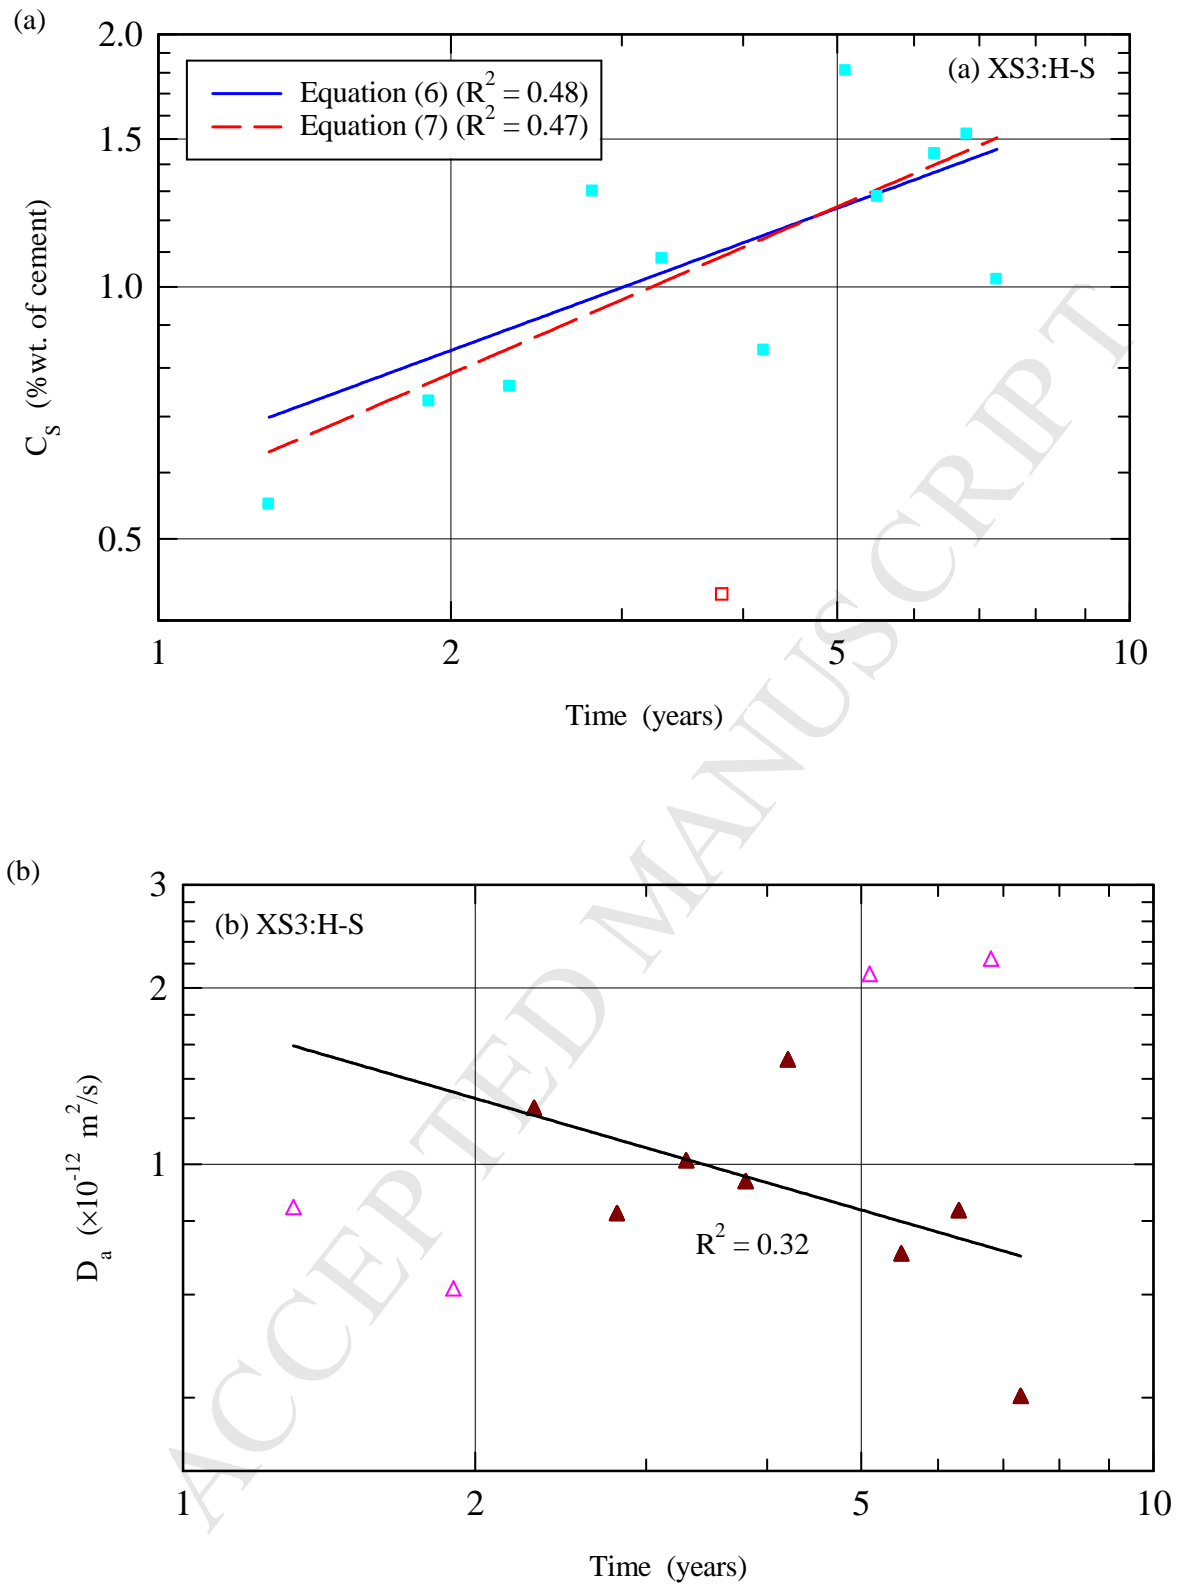 (a)
2.0
(a) XS3:H-S
Equation (6) (R² = 0.48)
Equation (7) (R² = 0.47)
1.5
1.0
0.5
C_S (%wt. of cement)
1 2 5 10
Time (years)
(b)
3
(b) XS3:H-S
2
1
D_a (×10⁻¹² m²/s)
R² = 0.32
1 2 5 10
Time (years)
ACCEPTED MANUSCRIPT